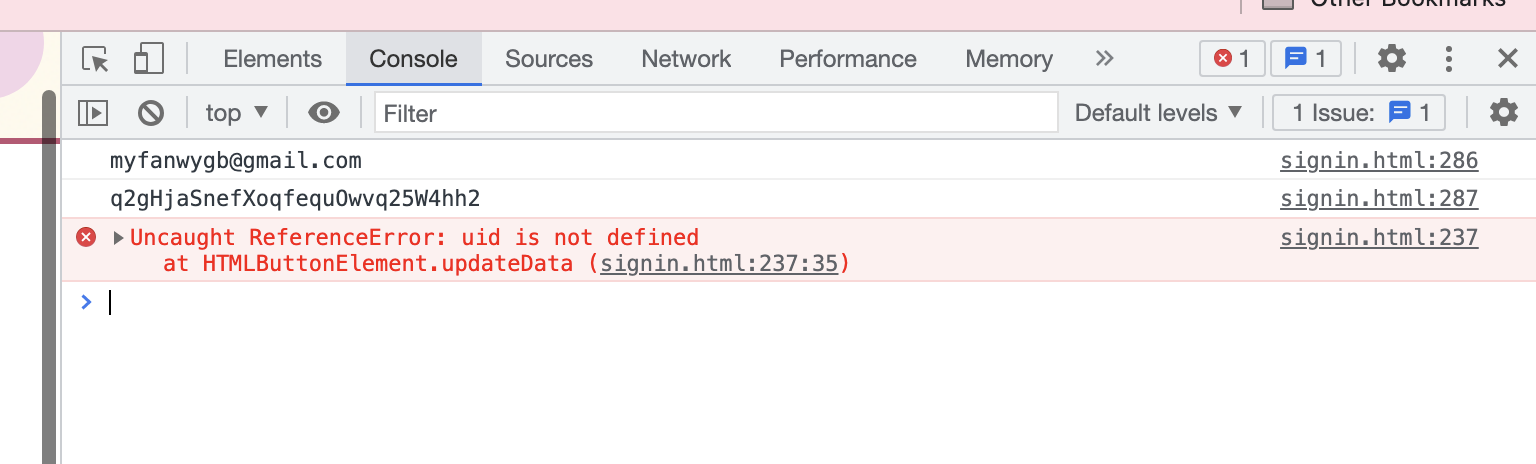 Other Bookmarks
Elements Console Sources Network Performance Memory 1 1
top Filter Default levels 1 Issue: 1
myfanwygb@gmail.com signin.html:286
q2gHjaSnefXoqfequOwvq25W4hh2 signin.html:287
Uncaught ReferenceError: uid is not defined signin.html:237
at HTMLButtonElement.updateData (signin.html:237:35)